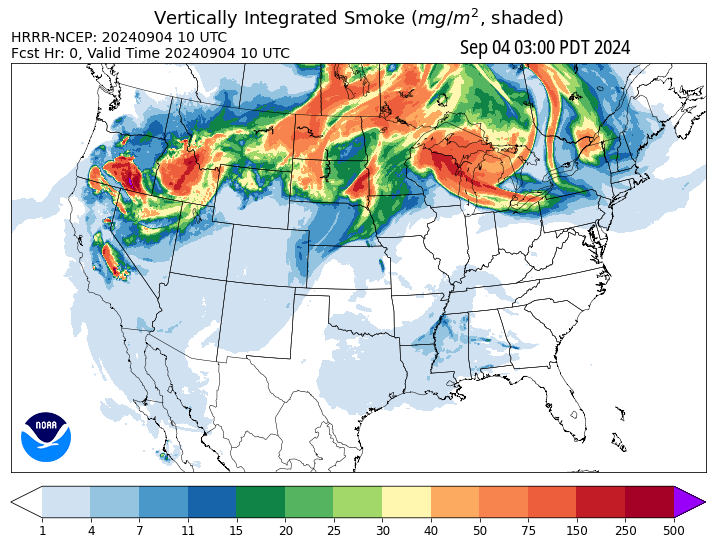 Vertically Integrated Smoke (mg/m², shaded)
HRRR-NCEP: 20240904 10 UTC
Fcst Hr: 0, Valid Time 20240904 10 UTC
Sep 04 03:00 PDT 2024
NOAA
1 4 7 11 15 20 25 30 40 50 75 150 250 500